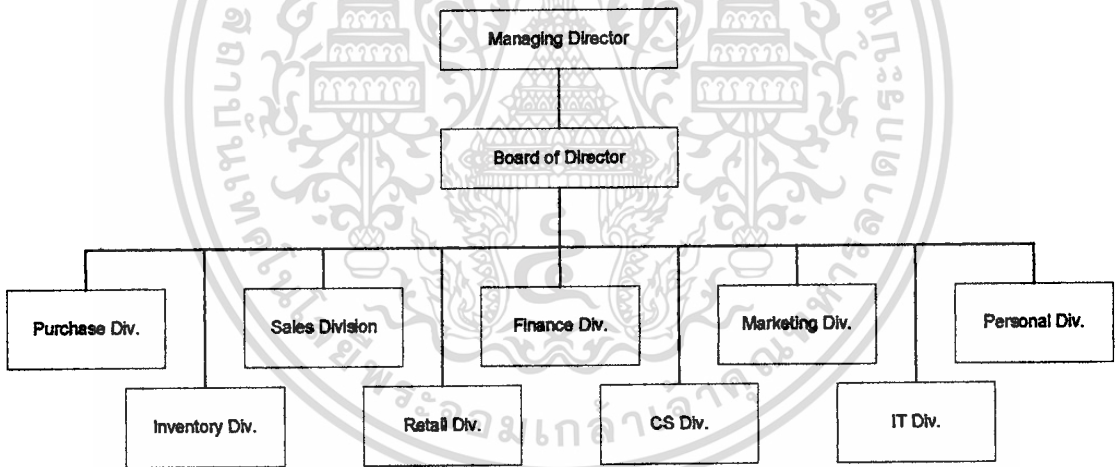 Managing Director
Board of Director
Purchase Div.
Sales Division
Finance Div.
Marketing Div.
Personal Div.
Inventory Div.
Retail Div.
CS Div.
IT Div.